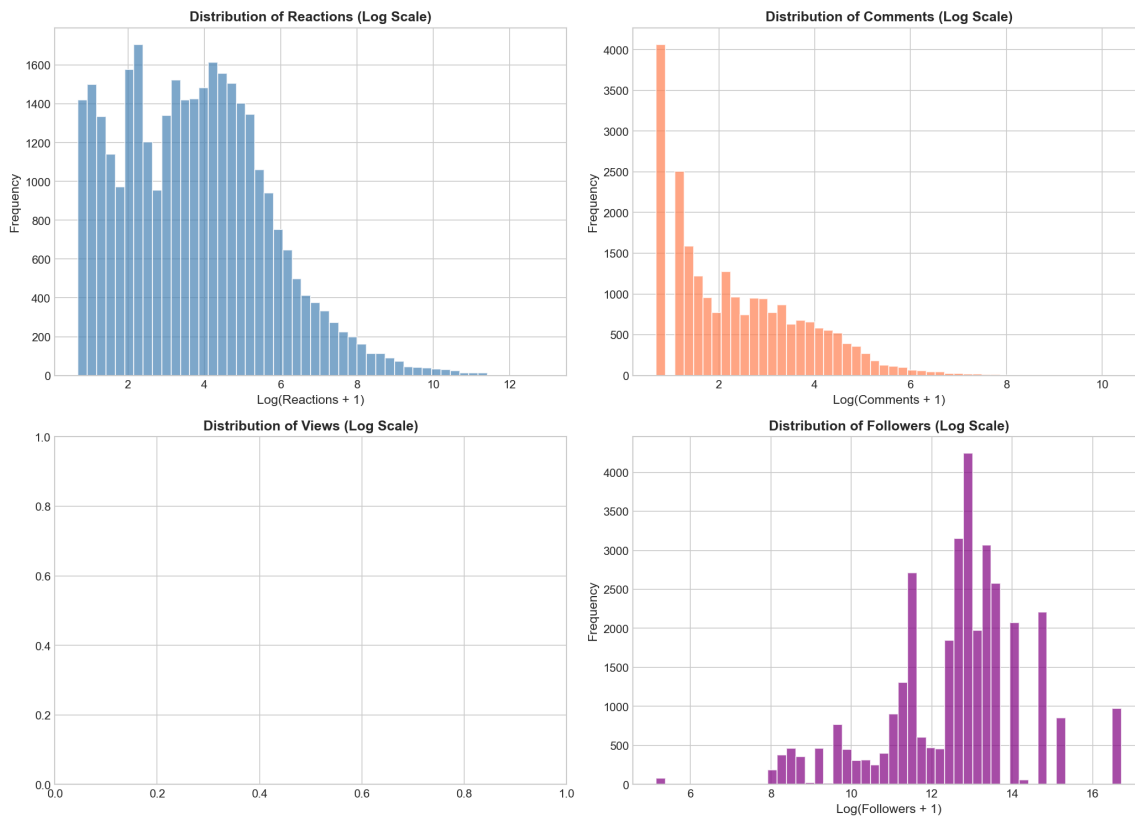 Distribution of Reactions (Log Scale)
Frequency
1600
1400
1200
1000
800
600
400
200
0
2 4 6 8 10 12
Log(Reactions + 1)
Distribution of Comments (Log Scale)
Frequency
4000
3500
3000
2500
2000
1500
1000
500
0
2 4 6 8 10
Log(Comments + 1)
Distribution of Views (Log Scale)
1.0
0.8
0.6
0.4
0.2
0.0
0.0 0.2 0.4 0.6 0.8 1.0
Distribution of Followers (Log Scale)
Frequency
4000
3500
3000
2500
2000
1500
1000
500
0
6 8 10 12 14 16
Log(Followers + 1)